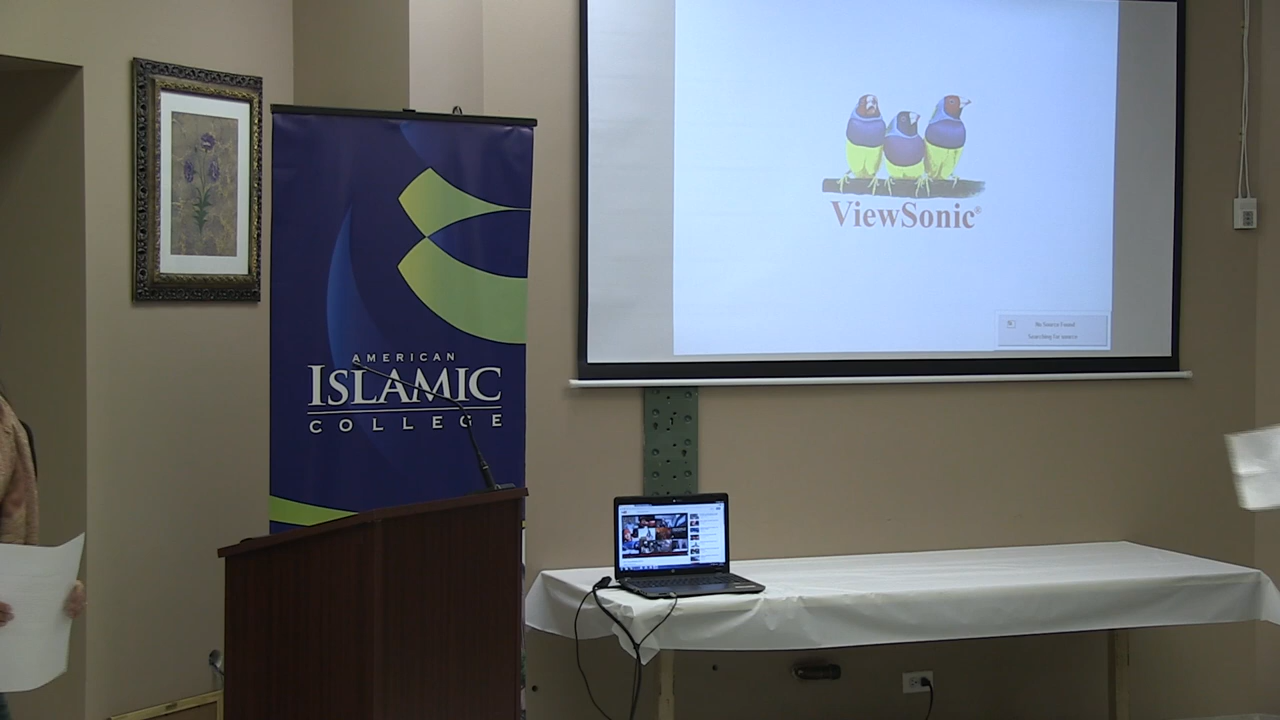 AMERICAN
ISLAMIC
COLLEGE
ViewSonic®
No Source Found
Searching for source